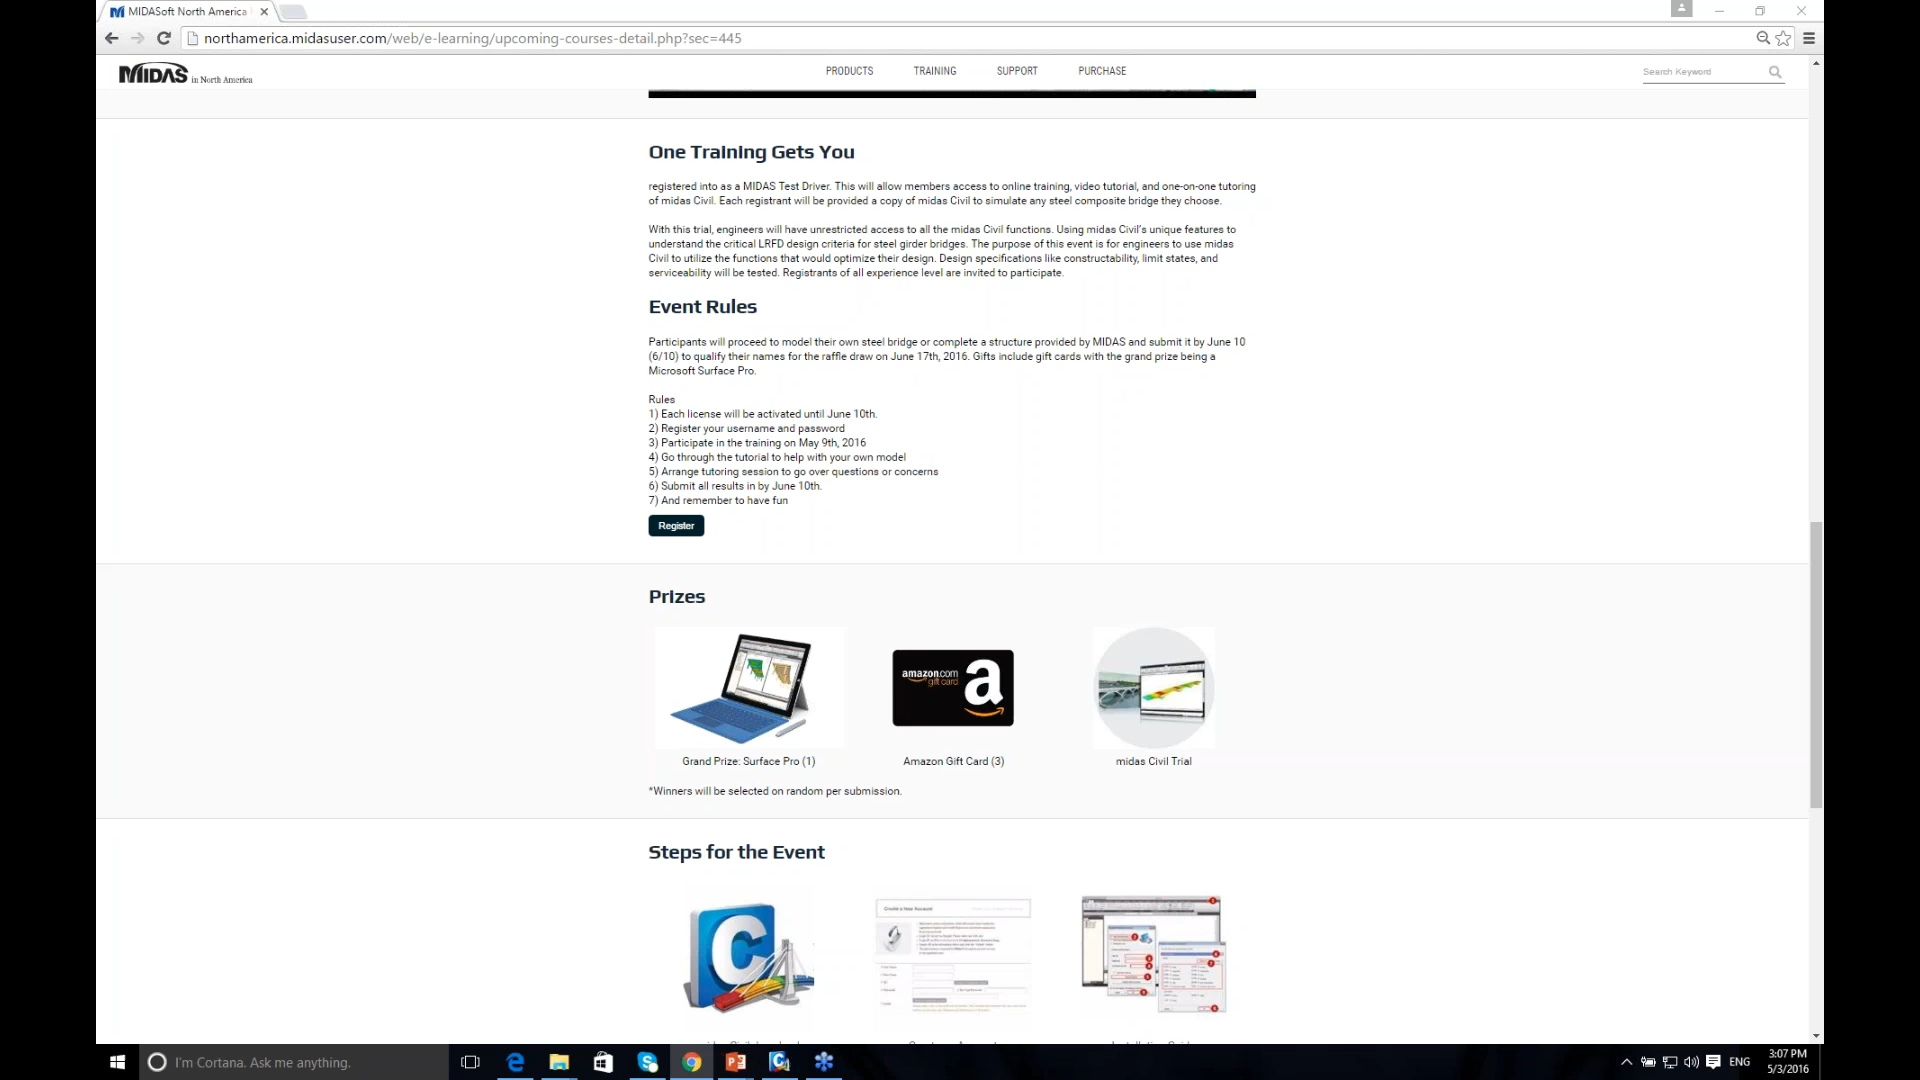 MIDASoft North America
northamerica.midasuser.com/web/e-learning/upcoming-courses-detail.php?sec=445
MIDAS in North America
PRODUCTS TRAINING SUPPORT PURCHASE
Search Keyword
One Training Gets You
registered into as a MIDAS Test Driver. This will allow members access to online training, video tutorial, and one-on-one tutoring
of midas Civil. Each registrant will be provided a copy of midas Civil to simulate any steel composite bridge they choose.
With this trial, engineers will have unrestricted access to all the midas Civil functions. Using midas Civil's unique features to
understand the critical LRFD design criteria for steel girder bridges. The purpose of this event is for engineers to use midas
Civil to utilize the functions that would optimize their design. Design specifications like constructability, limit states, and
serviceability will be tested. Registrants of all experience level are invited to participate.
Event Rules
Participants will proceed to model their own steel bridge or complete a structure provided by MIDAS and submit it by June 10
(6/10) to qualify their names for the raffle draw on June 17th, 2016. Gifts include gift cards with the grand prize being a
Microsoft Surface Pro.
Rules
1) Each license will be activated until June 10th.
2) Register your username and password
3) Participate in the training on May 9th, 2016
4) Go through the tutorial to help with your own model
5) Arrange tutoring session to go over questions or concerns
6) Submit all results in by June 10th.
7) And remember to have fun
Register
Prizes
amazon.com
gift card
Grand Prize: Surface Pro (1)
Amazon Gift Card (3)
midas Civil Trial
*Winners will be selected on random per submission.
Steps for the Event
Create a New Account
I'm Cortana. Ask me anything.
ENG
3:07 PM
5/3/2016